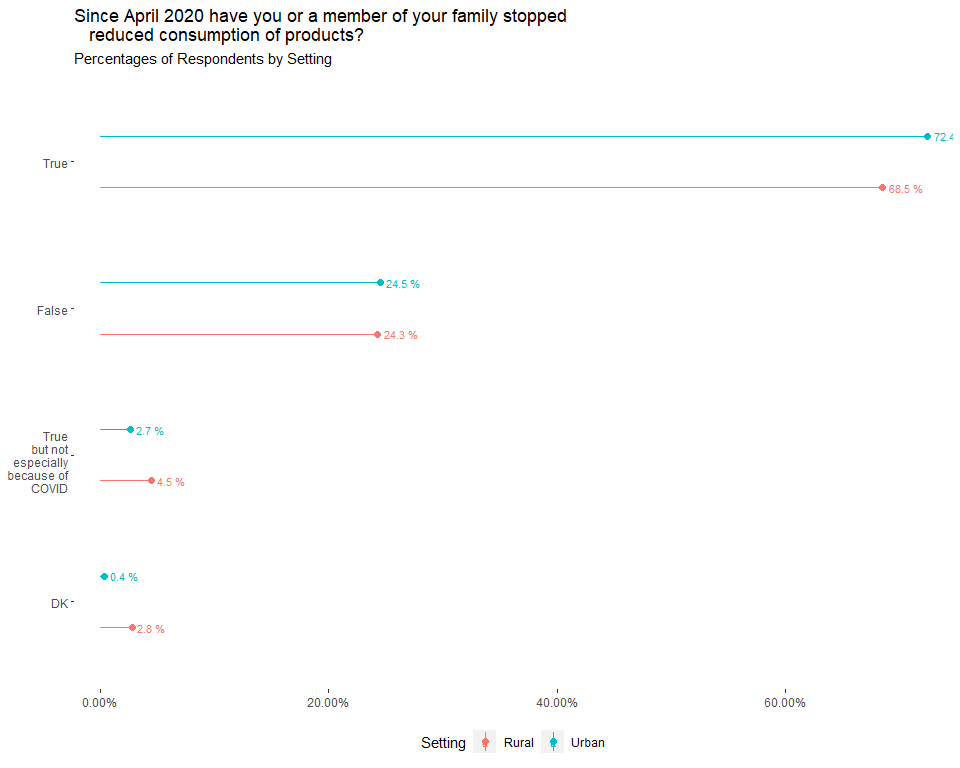 Since April 2020 have you or a member of your family stopped
reduced consumption of products?
Percentages of Respondents by Setting
72.4
True
68.5 %
24.5 %
False
24.3 %
2.7 %
True
but not
especially
because of
COVID
4.5 %
0.4 %
DK
2.8 %
0.00%
20.00%
40.00%
60.00%
Setting
Rural
Urban